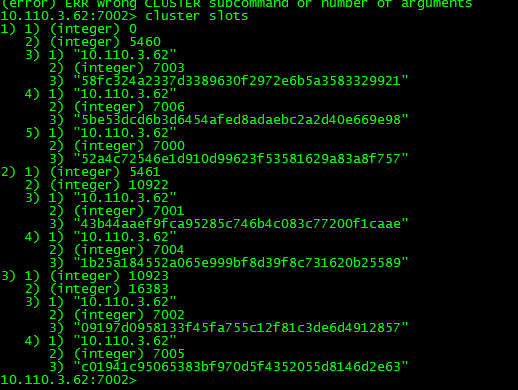 (error) ERR Wrong CLUSTER subcommand or number of arguments
10.110.3.62:7002> cluster slots
1) 1) (integer) 0
   2) (integer) 5460
   3) 1) "10.110.3.62"
      2) (integer) 7003
      3) "58fc324a2337d3389630f2972e6b5a3583329921"
   4) 1) "10.110.3.62"
      2) (integer) 7006
      3) "5be53dcd6b3d6454afed8adaebc2a2d40e669e98"
   5) 1) "10.110.3.62"
      2) (integer) 7000
      3) "52a4c72546e1d910d99623f53581629a83a8f757"
2) 1) (integer) 5461
   2) (integer) 10922
   3) 1) "10.110.3.62"
      2) (integer) 7001
      3) "43b44aaef9fca95285c746b4c083c77200f1caae"
   4) 1) "10.110.3.62"
      2) (integer) 7004
      3) "1b25a184552a065e999bf8d39f8c731620b25589"
3) 1) (integer) 10923
   2) (integer) 16383
   3) 1) "10.110.3.62"
      2) (integer) 7002
      3) "09197d0958133f45fa755c12f81c3de6d4912857"
   4) 1) "10.110.3.62"
      2) (integer) 7005
      3) "c01941c95065383bf970d5f4352055d8146d2e63"
10.110.3.62:7002>